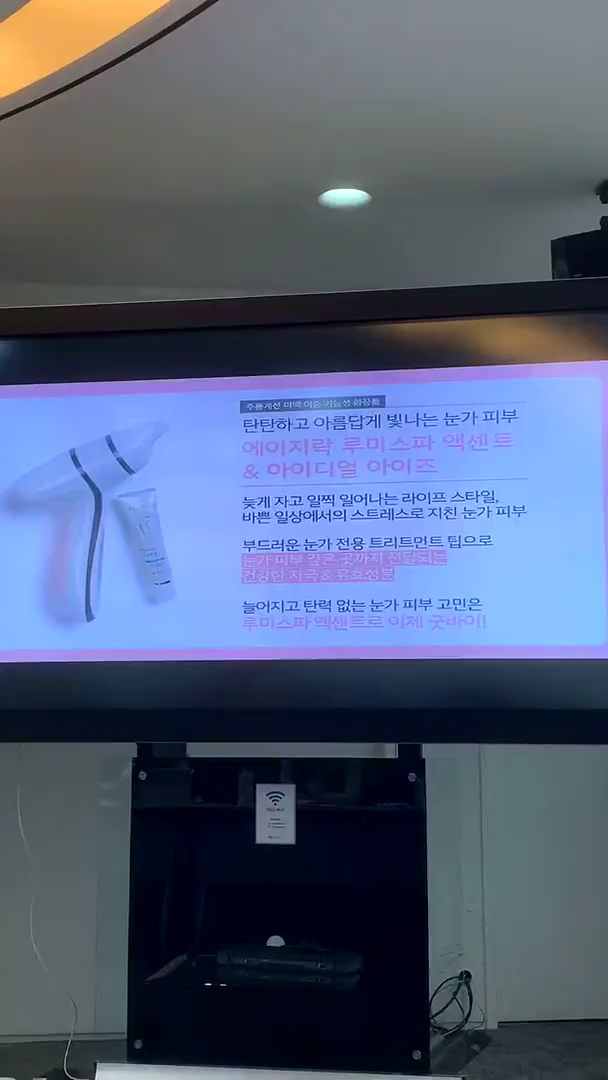 주름개선 미백 이중 기능성 화장품
탄탄하고 아름답게 빛나는 눈가 피부
에이지락 루미스파 액센트
& 아이디얼 아이즈
늦게 자고 일찍 일어나는 라이프 스타일,
바쁜 일상에서의 스트레스로 지친 눈가 피부
부드러운 눈가 전용 트리트먼트 팁으로
눈가 피부 깊은 곳까지 전달되는
건강한 자극 & 유효성분
늘어지고 탄력 없는 눈가 피부 고민은
루미스파 액센트로 이제 굿바이!